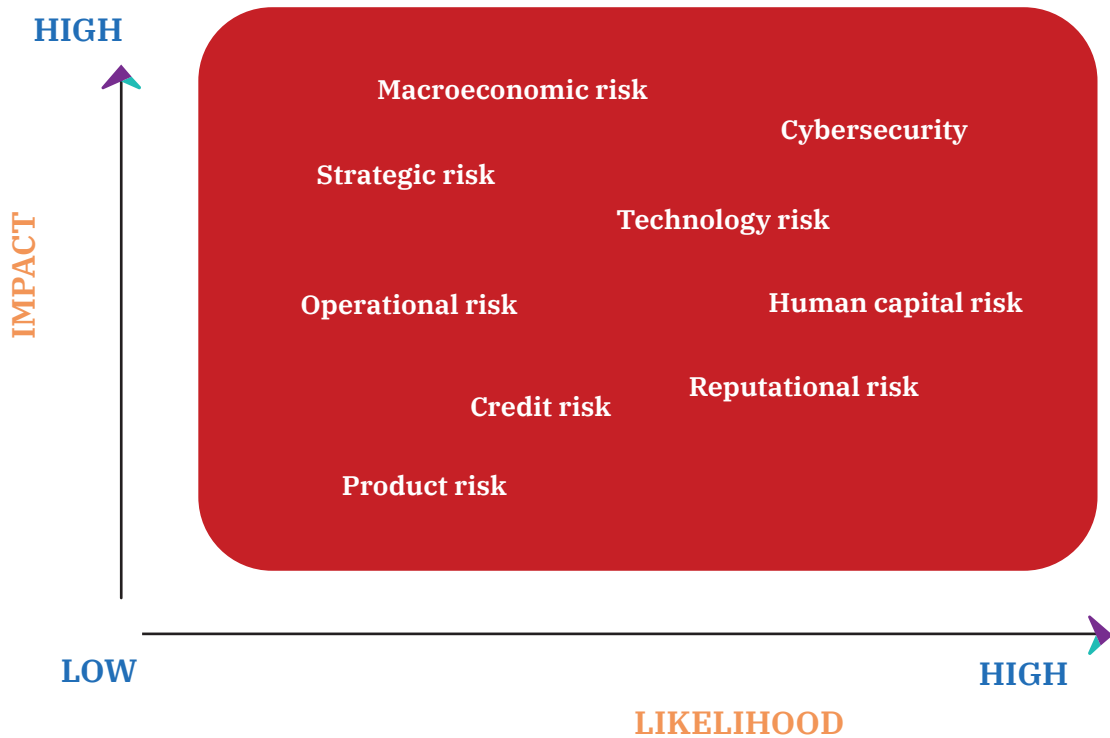 HIGH
Macroeconomic risk
Cybersecurity
Strategic risk
Technology risk
IMPACT
Operational risk
Human capital risk
Reputational risk
Credit risk
Product risk
LOW
HIGH
LIKELIHOOD